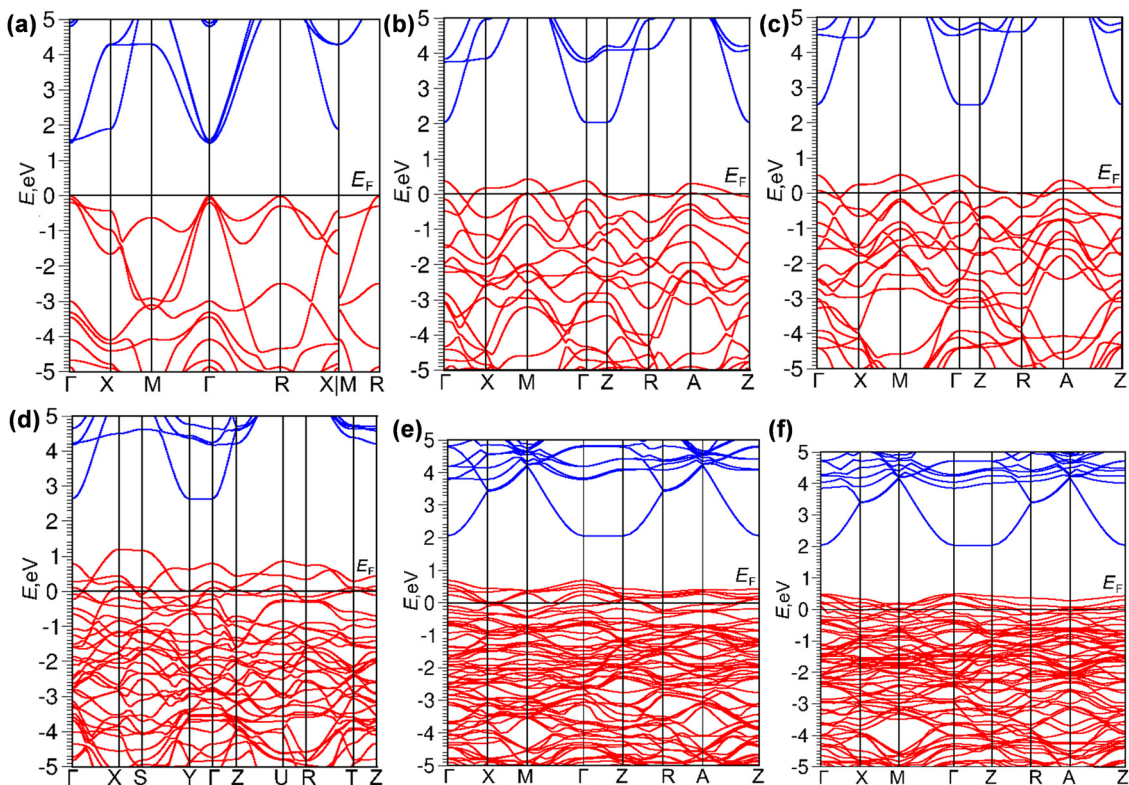 (a)
5
4
3
2
1
0
-1
-2
-3
-4
-5
E,eV
E_F
Γ X M Γ R X|M R
(b)
5
4
3
2
1
0
-1
-2
-3
-4
-5
E,eV
E_F
Γ X M Γ Z R A Z
(c)
5
4
3
2
1
0
-1
-2
-3
-4
-5
E,eV
E_F
Γ X M Γ Z R A Z
(d)
5
4
3
2
1
0
-1
-2
-3
-4
-5
E,eV
E_F
Γ X S Y Γ Z U R T Z
(e)
5
4
3
2
1
0
-1
-2
-3
-4
-5
E,eV
E_F
Γ X M Γ Z R A Z
(f)
5
4
3
2
1
0
-1
-2
-3
-4
-5
E,eV
E_F
Γ X M Γ Z R A Z